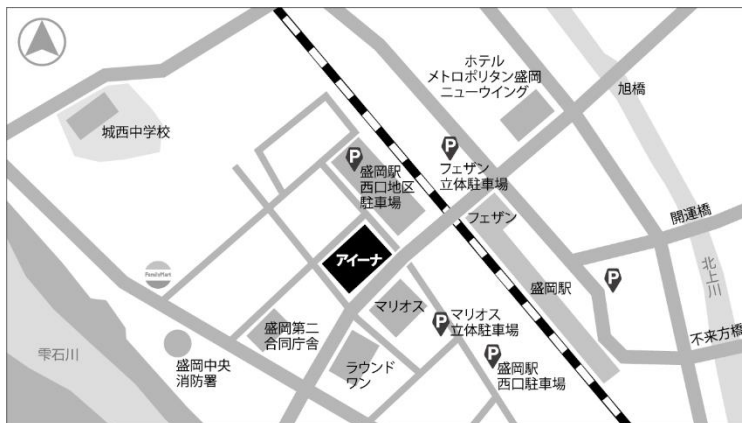 ホテル
メトロポリタン盛岡
ニューウイング
旭橋
城西中学校
P
盛岡駅
西口地区
駐車場
P
フェザン
立体駐車場
フェザン
開運橋
アイーナ
北上川
FamilyMart
マリオス
盛岡駅
P
P
マリオス
立体駐車場
不来方橋
盛岡第二
合同庁舎
雫石川
盛岡中央
消防署
ラウンド
ワン
P
盛岡駅
西口駐車場